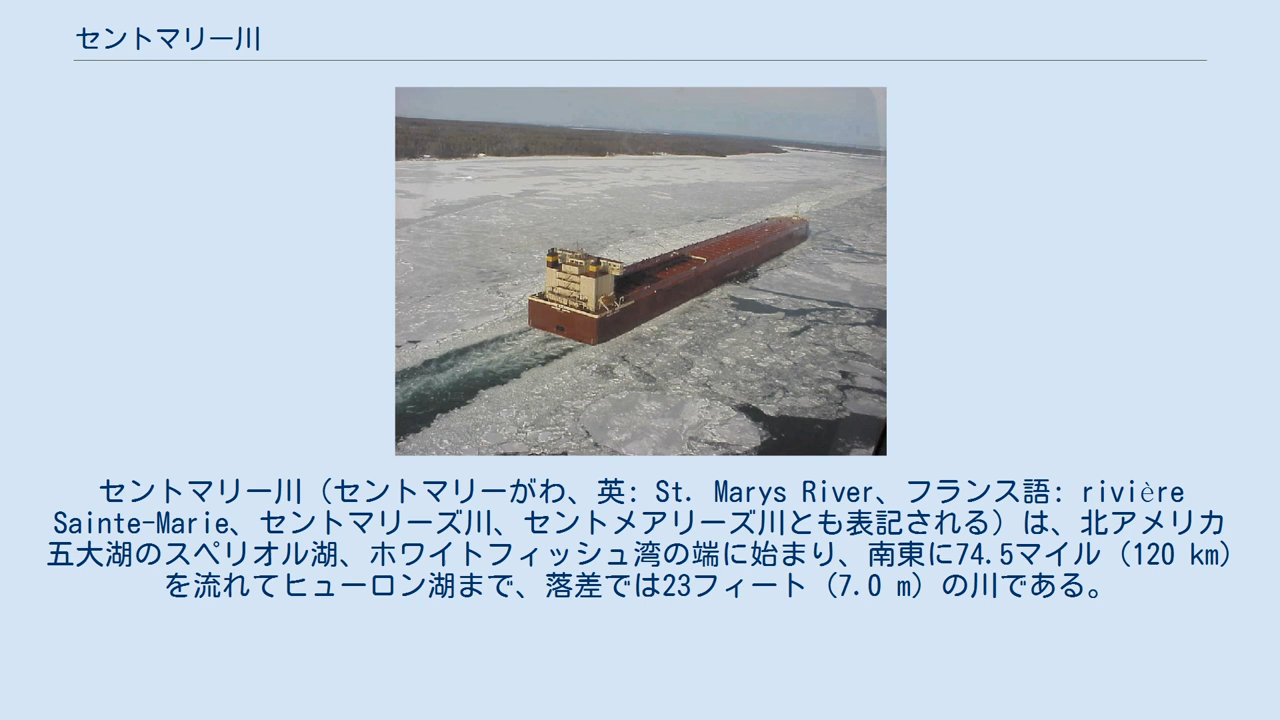 セントマリー川
セントマリー川（セントマリーがわ、英: St. Marys River、フランス語: rivière
Sainte-Marie、セントマリーズ川、セントメアリーズ川とも表記される）は、北アメリカ
五大湖のスペリオル湖、ホワイトフィッシュ湾の端に始まり、南東に74.5マイル（120 km）
を流れてヒューロン湖まで、落差では23フィート（7.0 m）の川である。